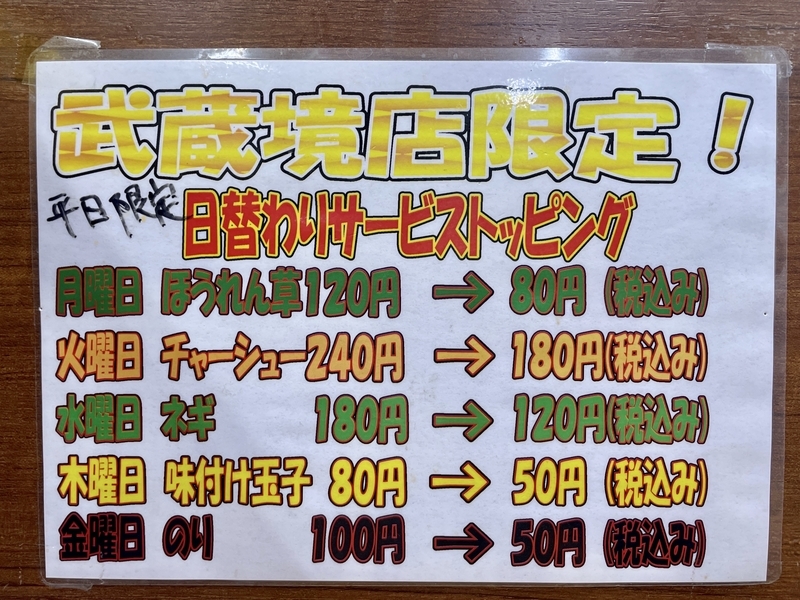 武蔵境店限定！
平日限定
日替わりサービストッピング
月曜日 ほうれん草120円 → 80円 (税込み)
火曜日 チャーシュー240円 → 180円(税込み)
水曜日 ネギ 180円 → 120円(税込み)
木曜日 味付け玉子 80円 → 50円 (税込み)
金曜日 のり 100円 → 50円 (税込み)